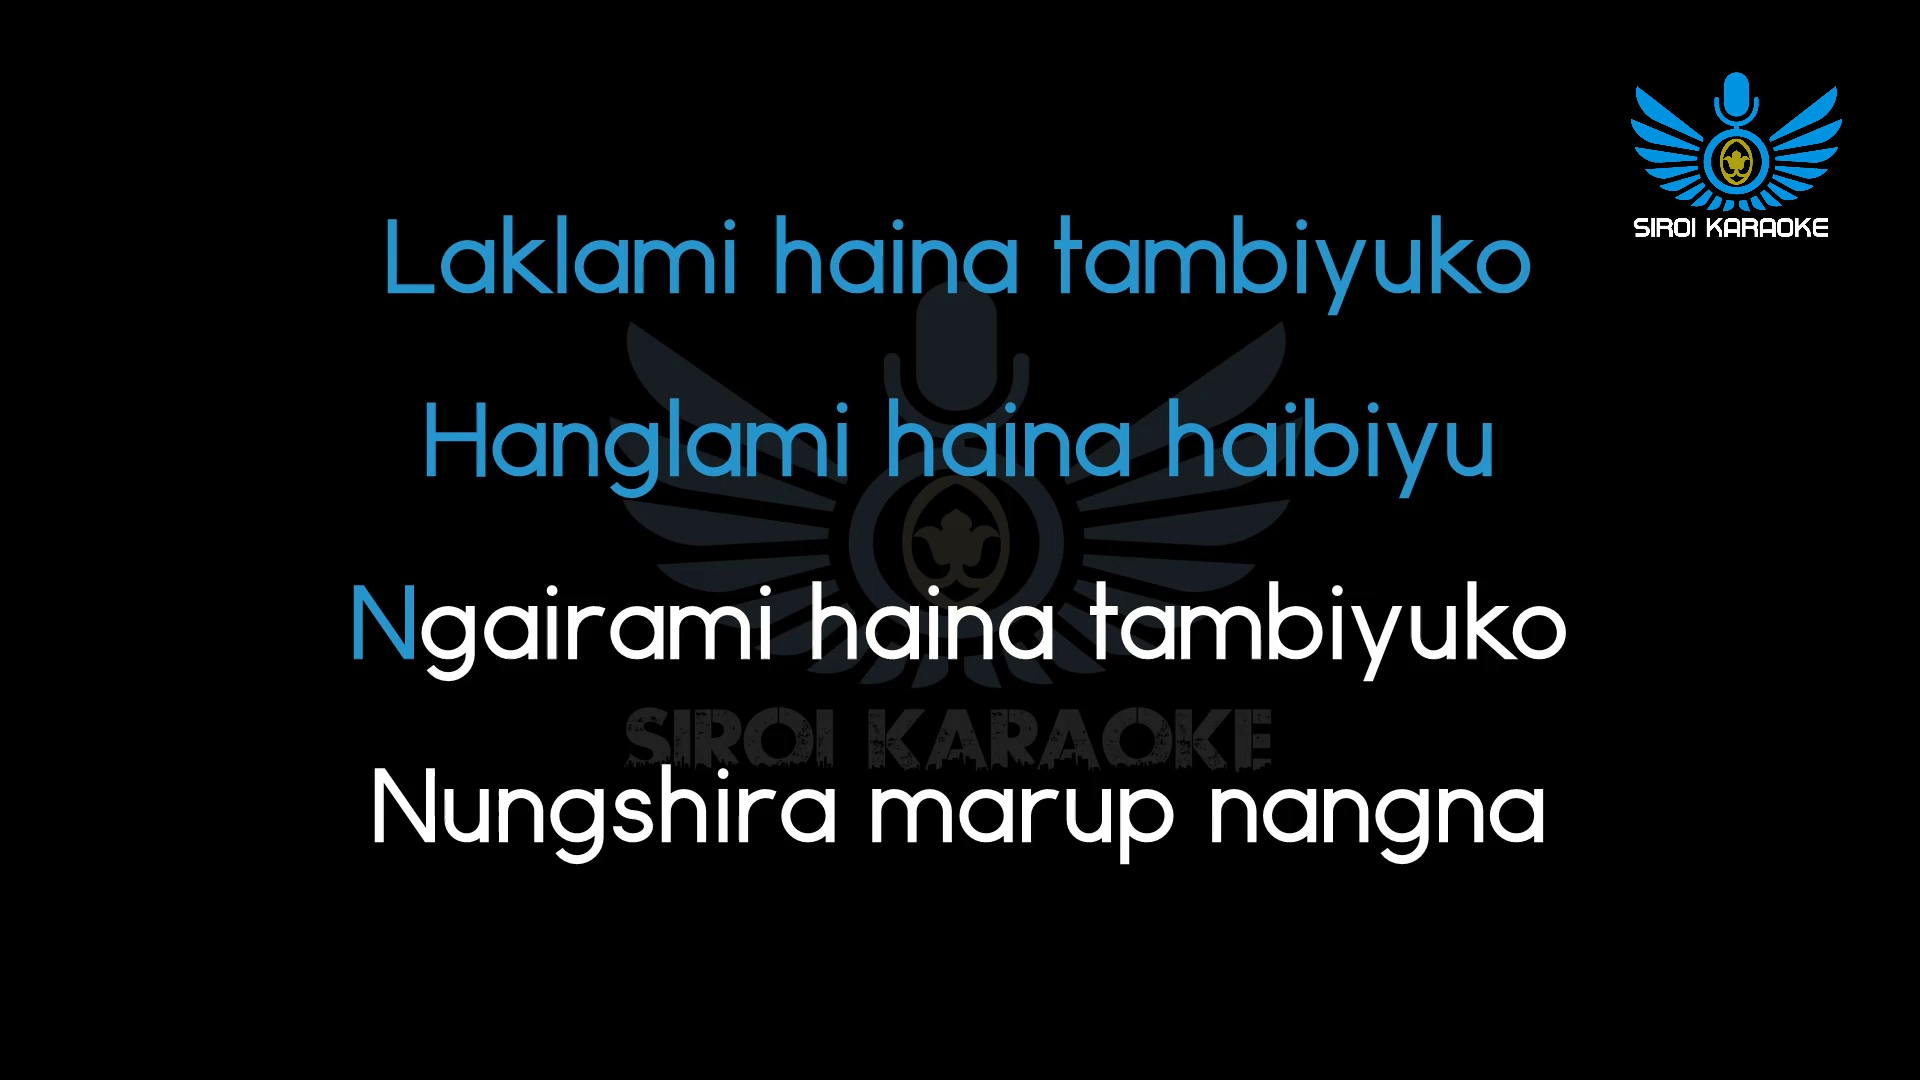 SIROI KARAOKE
Laklami haina tambiyuko
Hanglami haina haibiyu
Ngairami haina tambiyuko
SIROI KARAOKE
Nungshira marup nangna